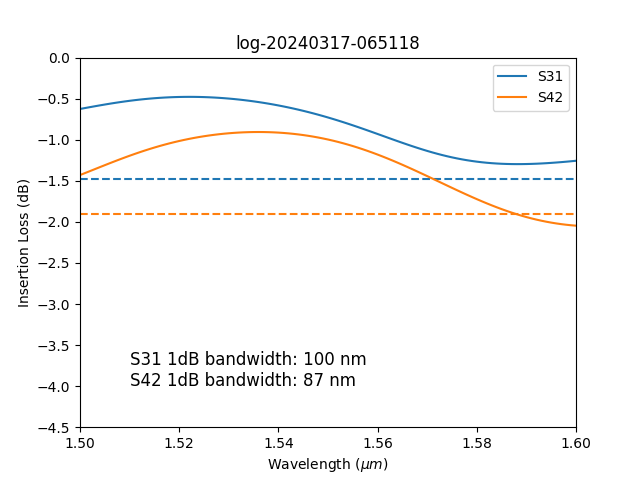 log-20240317-065118
0.0
−0.5
−1.0
−1.5
−2.0
−2.5
−3.0
−3.5
−4.0
−4.5
Insertion Loss (dB)
S31
S42
S31 1dB bandwidth: 100 nm
S42 1dB bandwidth: 87 nm
1.50 1.52 1.54 1.56 1.58 1.60
Wavelength (μm)